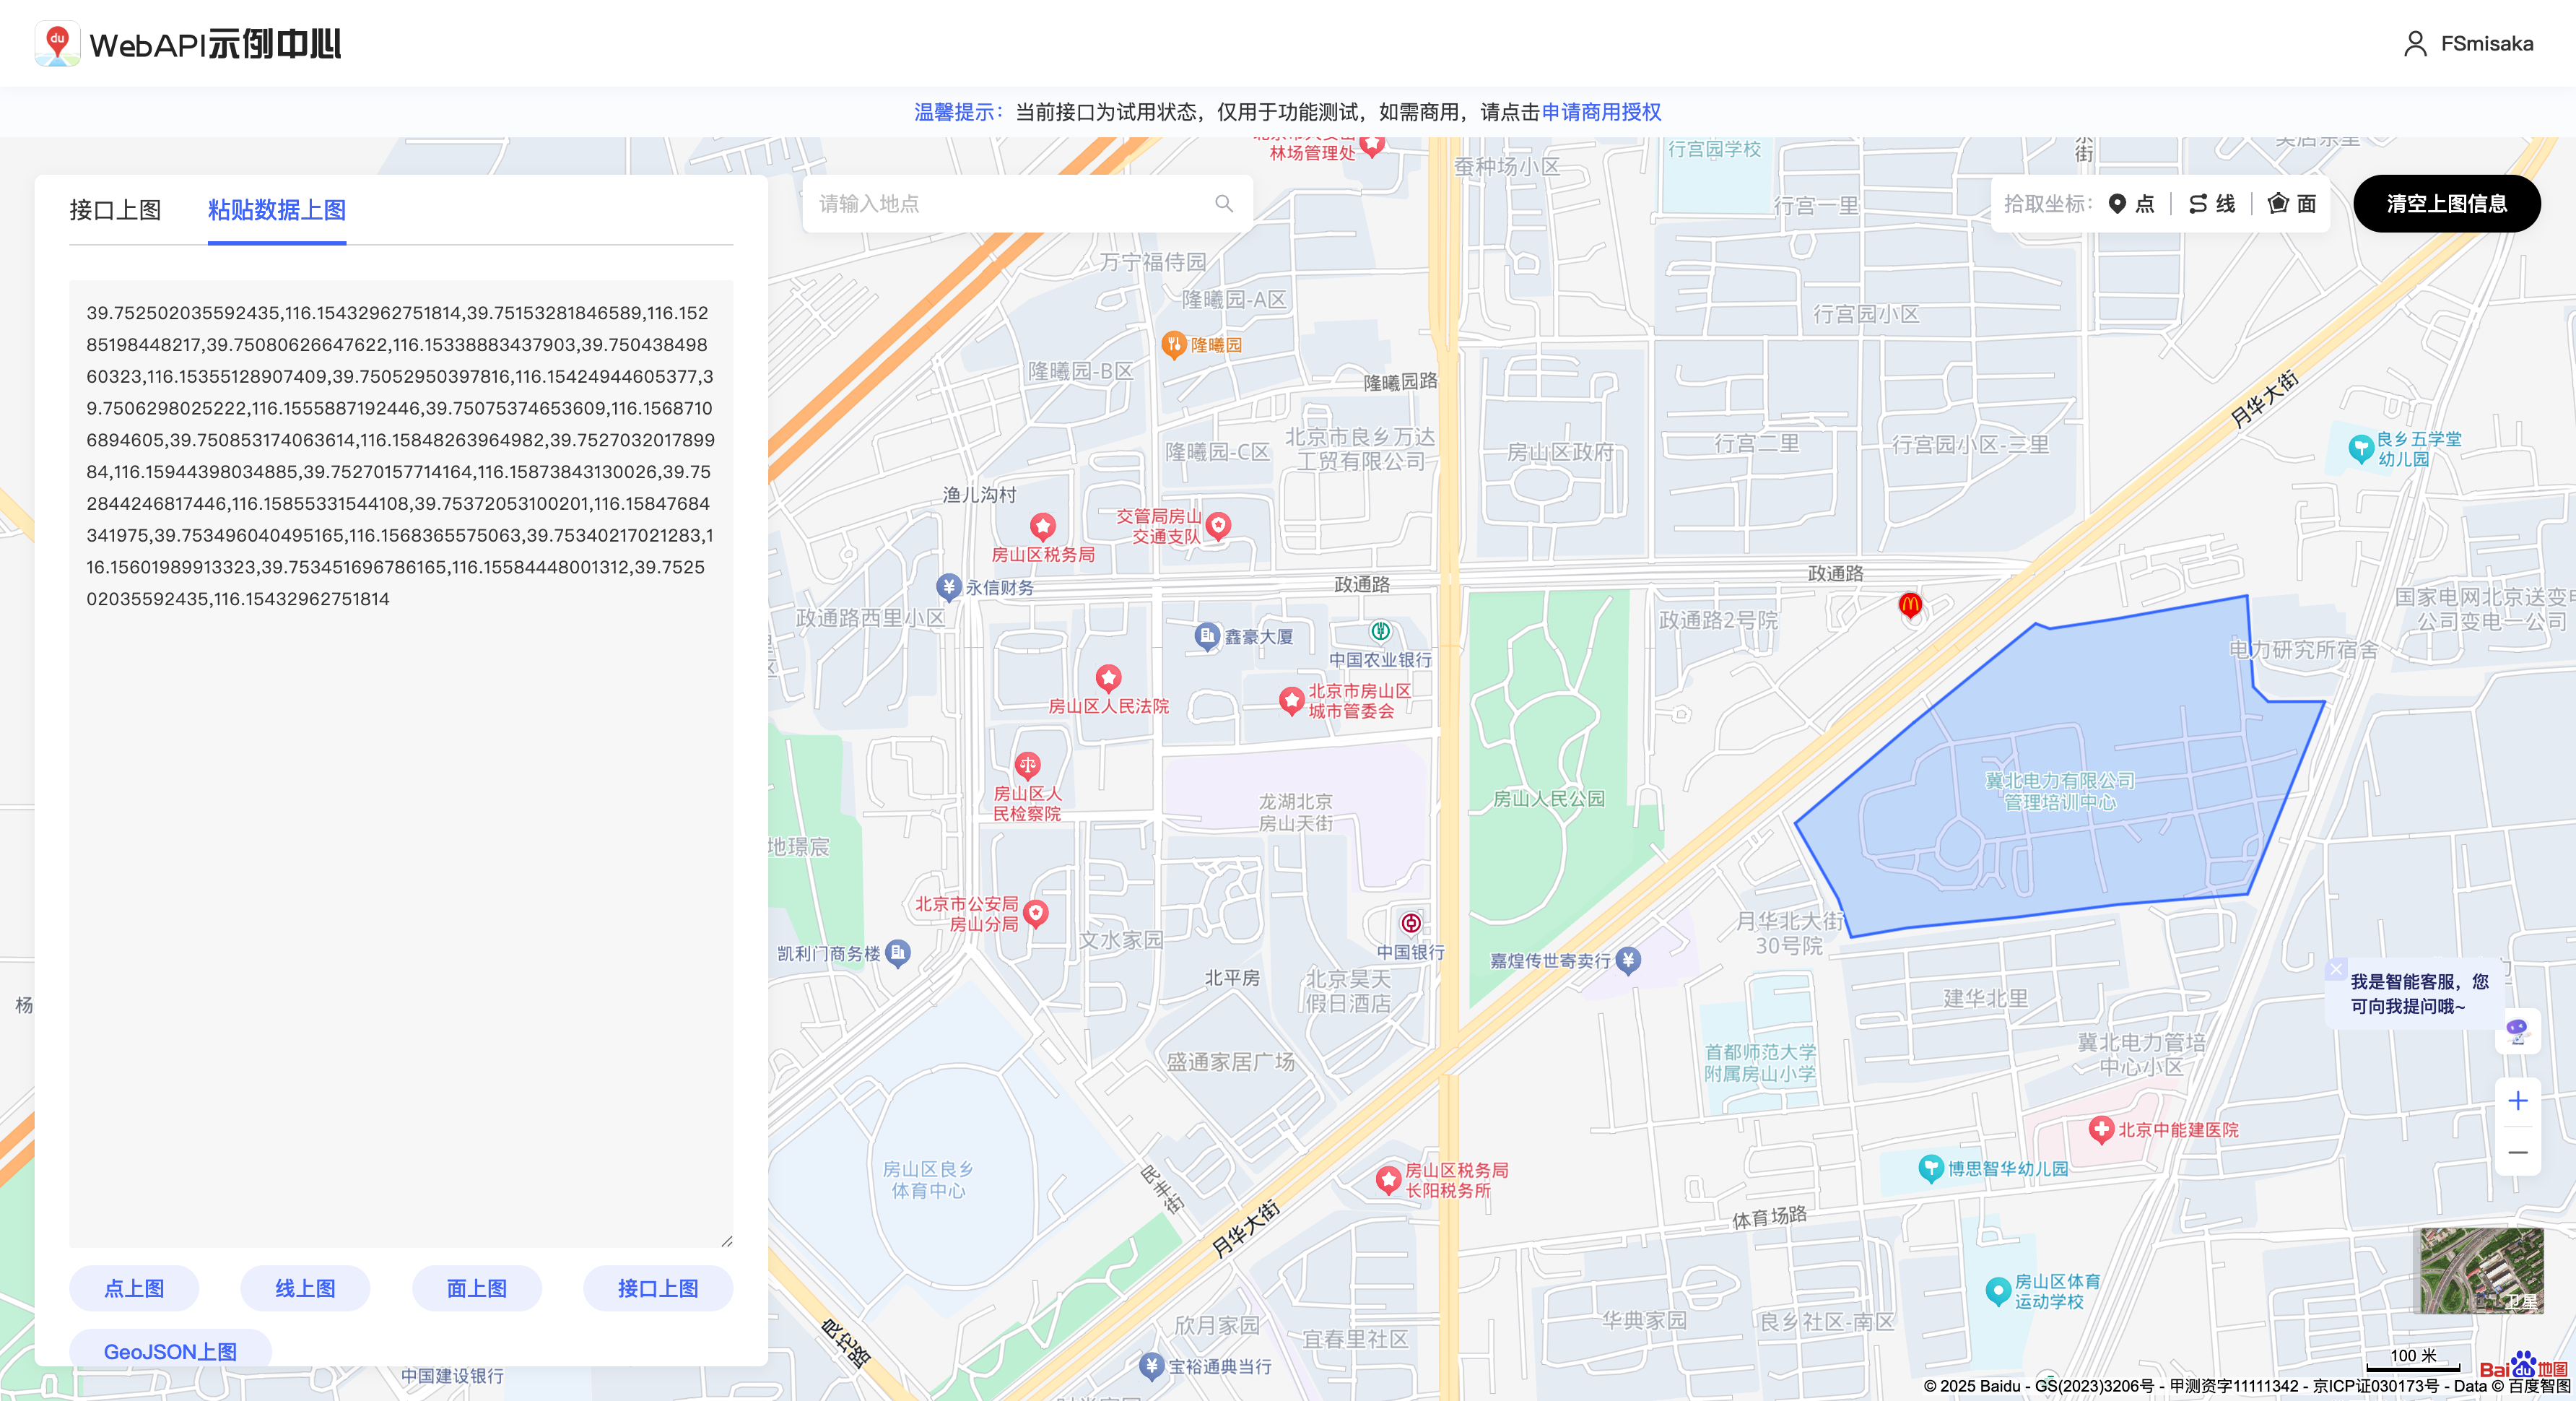 du WebAPI示例中心
FSmisaka
温馨提示：当前接口为试用状态，仅用于功能测试，如需商用，请点击申请商用授权
接口上图
粘贴数据上图
39.752502035592435,116.15432962751814,39.75153281846589,116.152
85198448217,39.75080626647622,116.15338883437903,39.750438498
60323,116.15355128907409,39.75052950397816,116.15424944605377,3
9.7506298025222,116.1555887192446,39.75075374653609,116.1568710
6894605,39.750853174063614,116.15848263964982,39.7527032017899
84,116.15944398034885,39.75270157714164,116.15873843130026,39.75
2844246817446,116.15855331544108,39.75372053100201,116.15847684
341975,39.753496040495165,116.1568365575063,39.75340217021283,1
16.15601989913323,39.753451696786165,116.15584448001312,39.7525
02035592435,116.15432962751814
点上图
线上图
面上图
接口上图
GeoJSON上图
请输入地点
拾取坐标：
点
线
面
清空上图信息
林场管理处
蚕种场小区
行宫园学校
行宫一里
万宁福侍园
隆曦园-A区
行宫园小区
隆曦园
隆曦园-B区
隆曦园路
月华大街
隆曦园-C区
北京市良乡万达
工贸有限公司
房山区政府
行宫二里
行宫园小区-三里
良乡五学堂
幼儿园
渔儿沟村
交管局房山
交通支队
房山区税务局
永信财务
政通路
政通路
政通路西里小区
鑫豪大厦
中国农业银行
政通路2号院
国家电网北京送变电
公司变电一公司
电力研究所宿舍
房山区人民法院
北京市房山区
城市管委会
房山区人
民检察院
龙湖北京
房山天街
房山人民公园
冀北电力有限公司
管理培训中心
地璟宸
北京市公安局
房山分局
文水家园
凯利门商务楼
中国银行
月华北大街
30号院
嘉煌传世寄卖行
北平房
北京昊天
假日酒店
建华北里
我是智能客服，您
可向我提问哦~
杨
盛通家居广场
首都师范大学
附属房山小学
冀北电力管培
中心小区
北京中能建医院
房山区良乡
体育中心
民丰街
房山区税务局
长阳税务所
博思智华幼儿园
月华大街
体育场路
房山区体育
运动学校
卫星
良坨路
欣月家园
宜春里社区
华典家园
良乡社区-南区
中国建设银行
宝裕通典当行
100 米
Bai du 地图
© 2025 Baidu - GS(2023)3206号 - 甲测资字11111342 - 京ICP证030173号 - Data © 百度智图